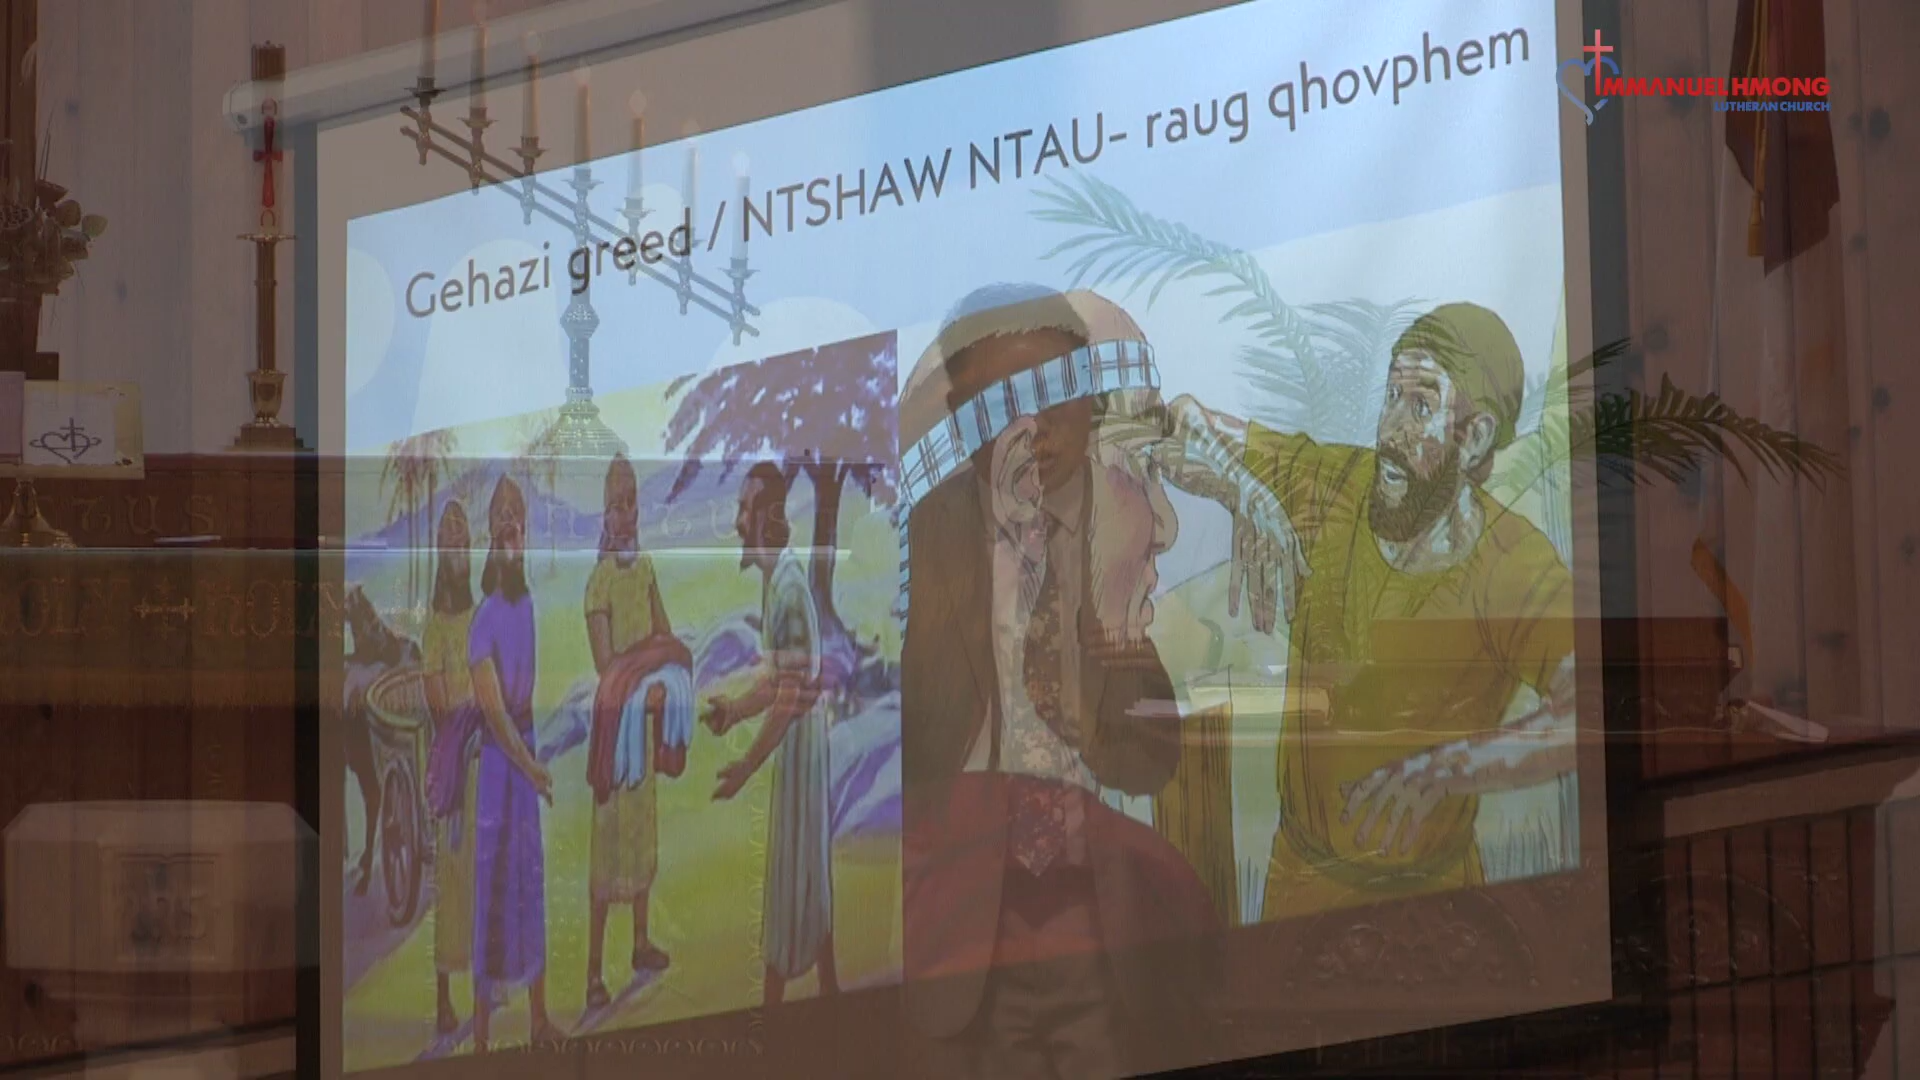 IMMANUEL HMONG
LUTHERAN CHURCH
Gehazi greed / NTSHAW NTAU- raug qhovphem